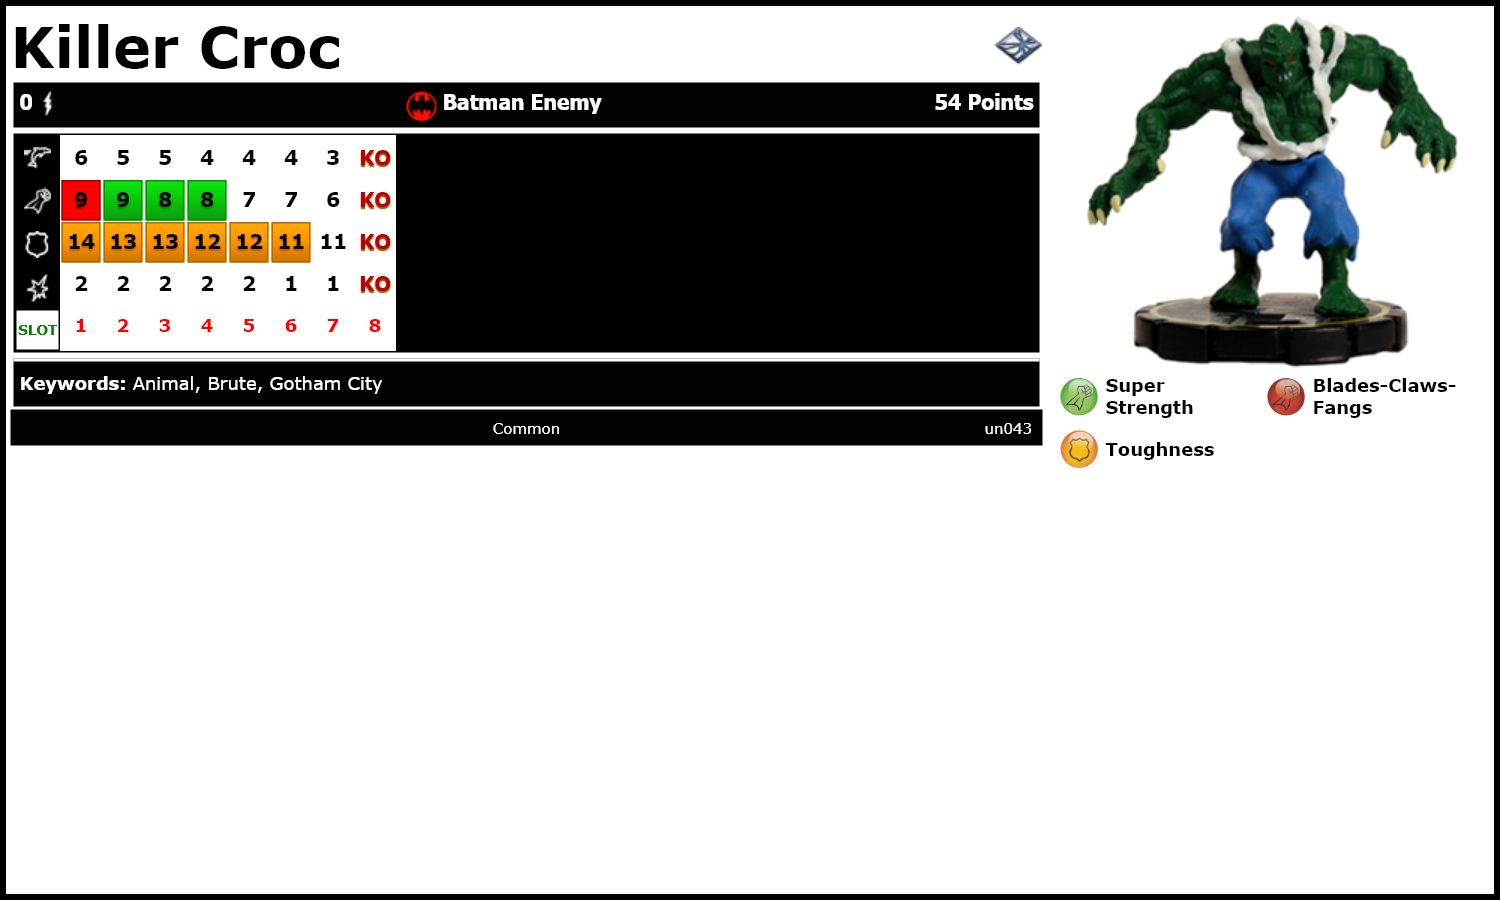 Killer Croc
0 Batman Enemy 54 Points
6 5 5 4 4 4 3 KO
9 9 8 8 7 7 6 KO
14 13 13 12 12 11 11 KO
2 2 2 2 2 1 1 KO
SLOT 1 2 3 4 5 6 7 8
Keywords: Animal, Brute, Gotham City
Common un043
Super Strength
Blades-Claws-Fangs
Toughness